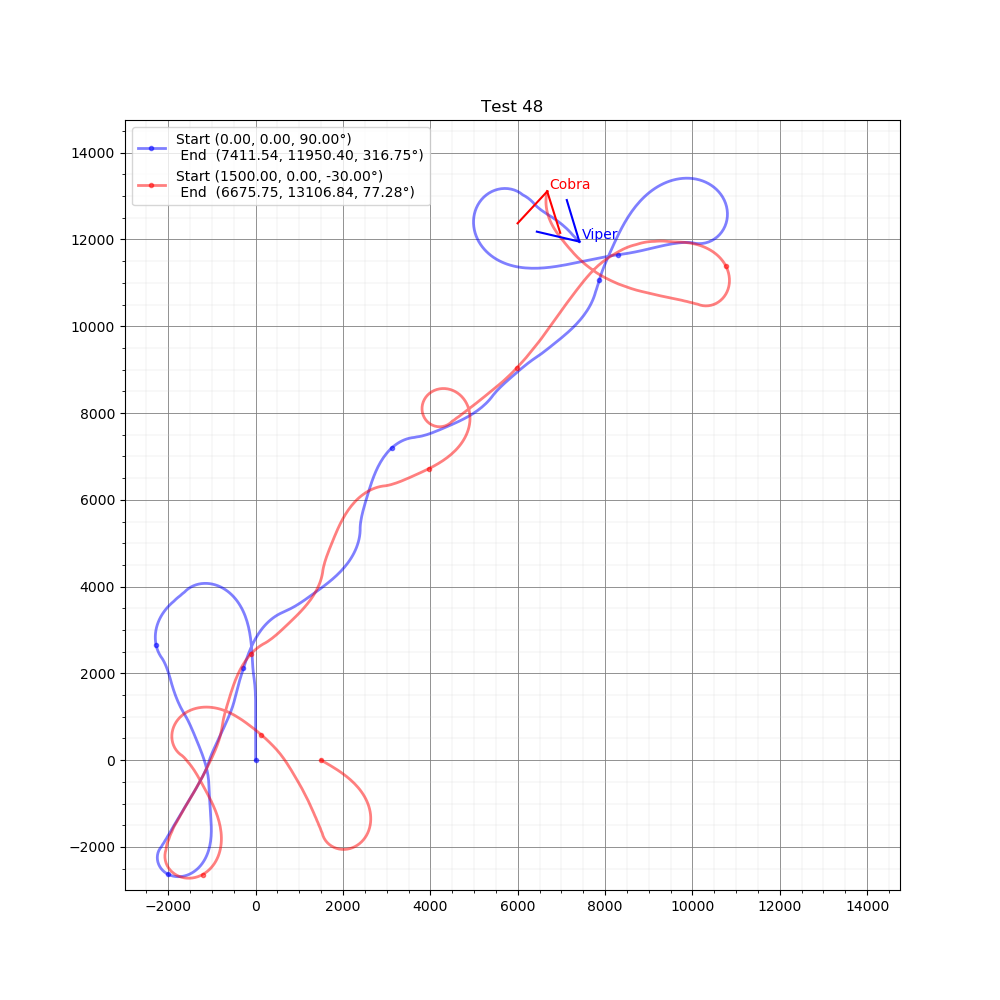 Test 48
Start (0.00, 0.00, 90.00°)
End  (7411.54, 11950.40, 316.75°)
Start (1500.00, 0.00, -30.00°)
End  (6675.75, 13106.84, 77.28°)
Cobra
Viper
14000
12000
10000
8000
6000
4000
2000
0
−2000
−2000 0 2000 4000 6000 8000 10000 12000 14000